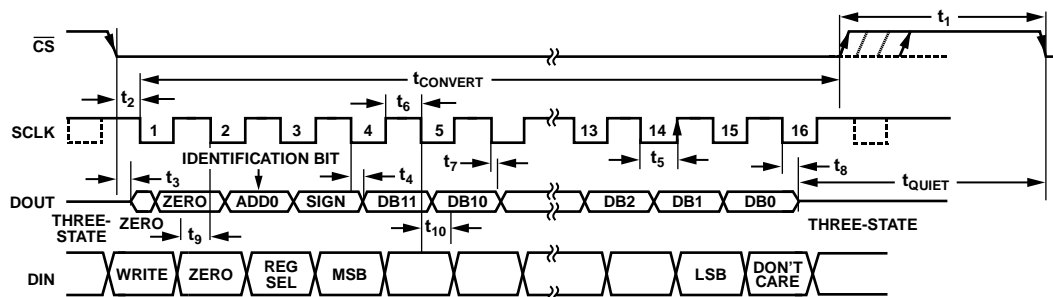 t1
CS
tCONVERT
t2
t6
SCLK
1 2 3 4 5 13 14 15 16
IDENTIFICATION BIT
t3 t4 t7 t5 t8
tQUIET
DOUT
ZERO ADD0 SIGN DB11 DB10 DB2 DB1 DB0
THREE-STATE
ZERO
THREE-STATE
t9
t10
DIN
WRITE ZERO REG SEL MSB LSB DON'T CARE